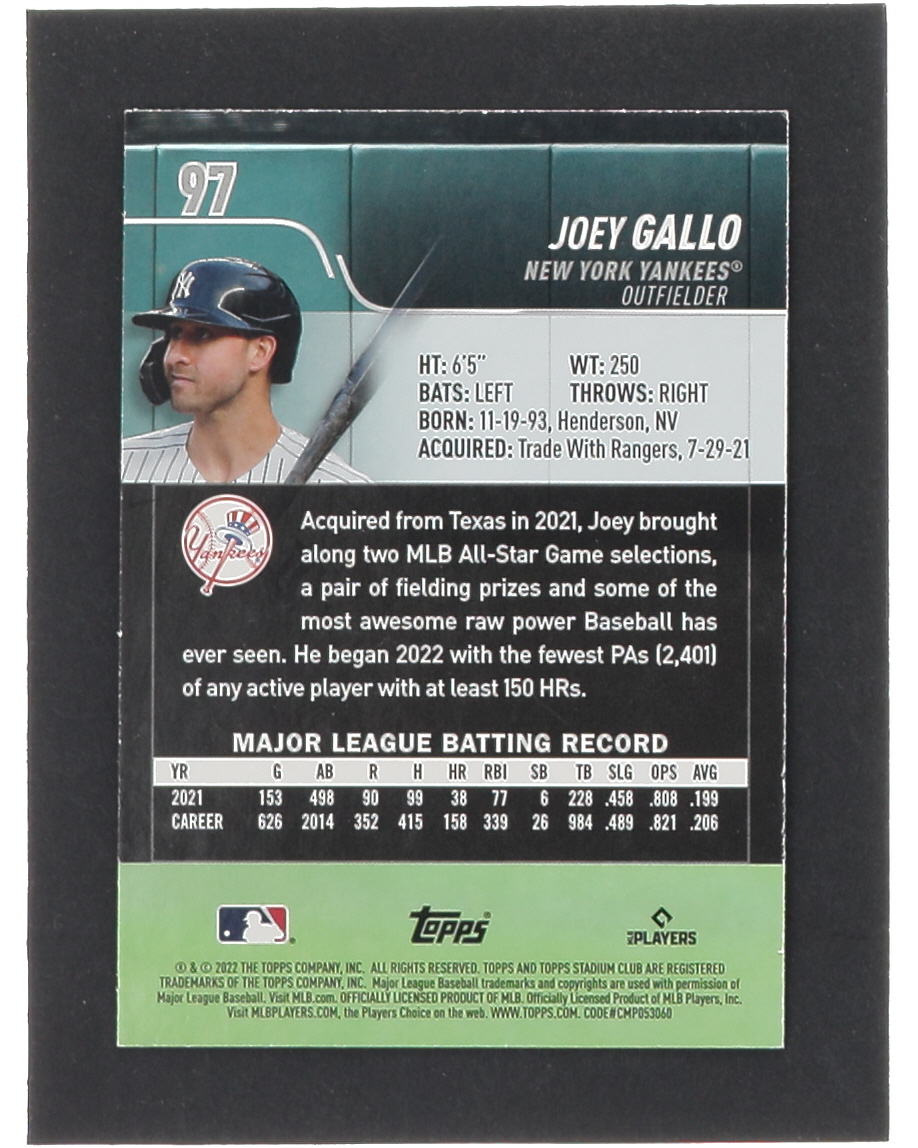 97
JOEY GALLO
NEW YORK YANKEES®
OUTFIELDER
NY
HT: 6'5" WT: 250
BATS: LEFT THROWS: RIGHT
BORN: 11-19-93, Henderson, NV
ACQUIRED: Trade With Rangers, 7-29-21
Yankees
Acquired from Texas in 2021, Joey brought
along two MLB All-Star Game selections,
a pair of fielding prizes and some of the
most awesome raw power Baseball has
ever seen. He began 2022 with the fewest PAs (2,401)
of any active player with at least 150 HRs.
MAJOR LEAGUE BATTING RECORD
YR G AB R H HR RBI SB TB SLG OPS AVG
2021 153 498 90 99 38 77 6 228 .458 .808 .199
CAREER 626 2014 352 415 158 339 26 984 .489 .821 .206
Topps®
MLB PLAYERS
® & © 2022 THE TOPPS COMPANY, INC. ALL RIGHTS RESERVED. TOPPS AND TOPPS STADIUM CLUB ARE REGISTERED
TRADEMARKS OF THE TOPPS COMPANY, INC. Major League Baseball trademarks and copyrights are used with permission of
Major League Baseball. Visit MLB.com. OFFICIALLY LICENSED PRODUCT OF MLB. Officially Licensed Product of MLB Players, Inc.
Visit MLBPLAYERS.COM, the Players Choice on the web. WWW.TOPPS.COM. CODE#CMP053060